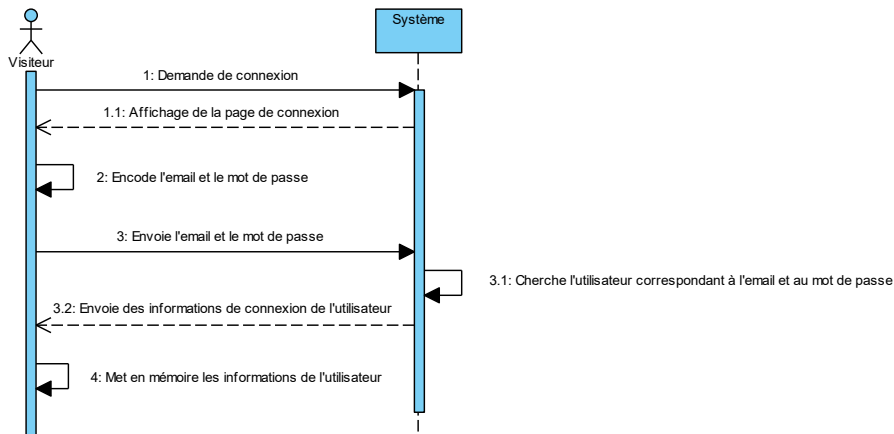 Système
Visiteur
1: Demande de connexion
1.1: Affichage de la page de connexion
2: Encode l'email et le mot de passe
3: Envoie l'email et le mot de passe
3.1: Cherche l'utilisateur correspondant à l'email et au mot de passe
3.2: Envoie des informations de connexion de l'utilisateur
4: Met en mémoire les informations de l'utilisateur